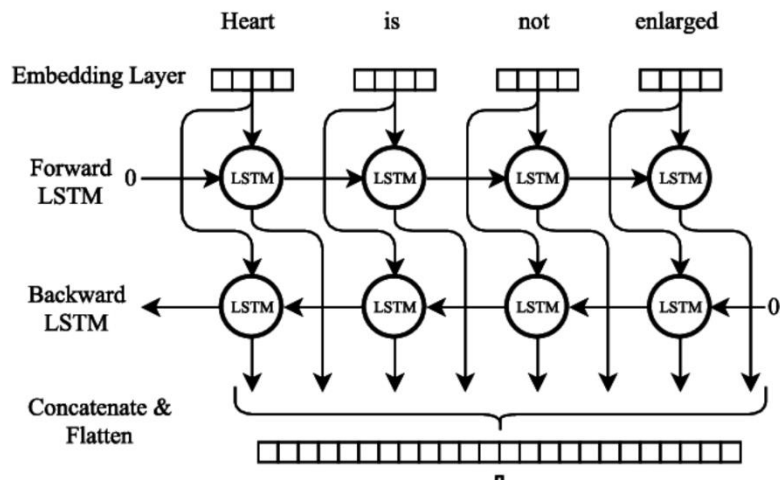 Heart is not enlarged
Embedding Layer
Forward
LSTM
0 LSTM LSTM LSTM LSTM
Backward
LSTM
LSTM LSTM LSTM LSTM 0
Concatenate &
Flatten